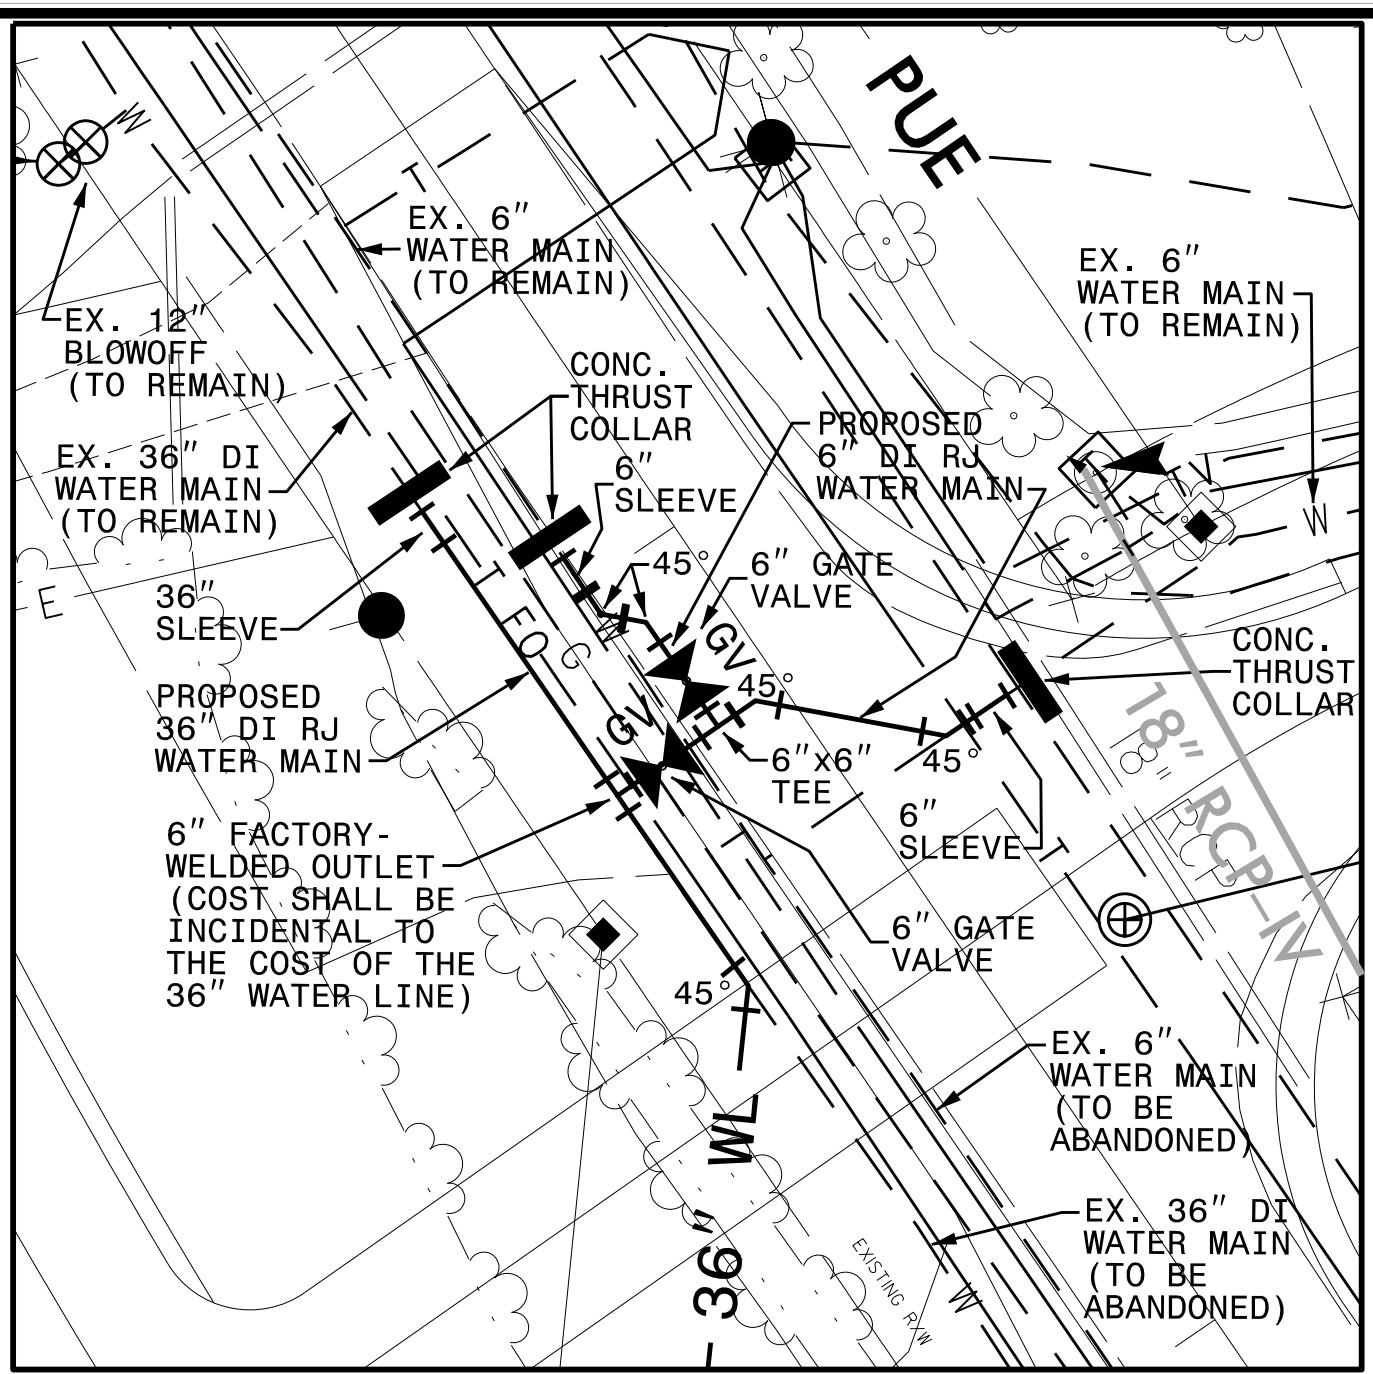 PUE
W
EX. 6"
WATER MAIN
(TO REMAIN)
EX. 6"
WATER MAIN
(TO REMAIN)
EX. 12"
BLOWOFF
(TO REMAIN)
CONC.
THRUST
COLLAR
PROPOSED
6" DI RJ
WATER MAIN
EX. 36" DI
WATER MAIN
(TO REMAIN)
6"
SLEEVE
W
45°
6" GATE
VALVE
E
36"
SLEEVE
FO
C
W
GV
CONC.
THRUST
COLLAR
PROPOSED
36" DI RJ
WATER MAIN
45°
GV
18" RCP-IV
6"x6"
TEE
45°
6"
SLEEVE
6" FACTORY-
WELDED OUTLET
(COST SHALL BE
INCIDENTAL TO
THE COST OF THE
36" WATER LINE)
6" GATE
VALVE
45°
EX. 6"
WATER MAIN
(TO BE
ABANDONED)
36" WL
EX. 36" DI
WATER MAIN
(TO BE
ABANDONED)
EXISTING R/W
W